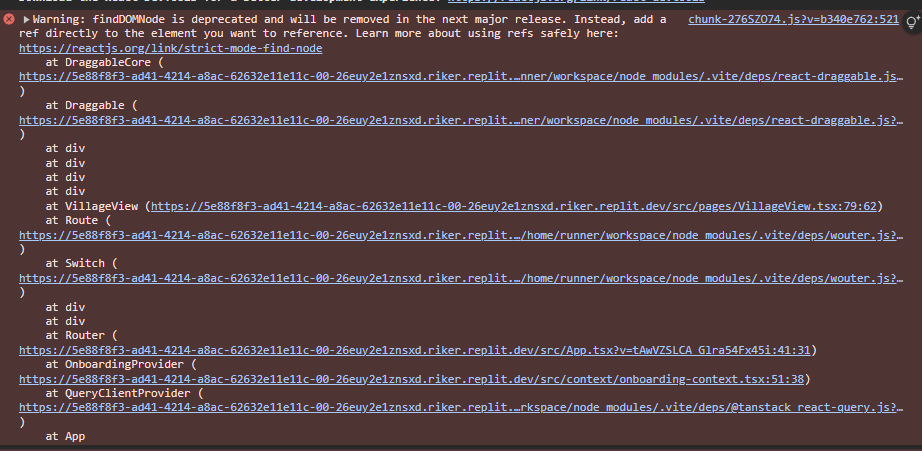 Warning: findDOMNode is deprecated and will be removed in the next major release. Instead, add a chunk-276SZO74.js?v=b340e762:521
ref directly to the element you want to reference. Learn more about using refs safely here:
https://reactjs.org/link/strict-mode-find-node
at DraggableCore (
https://5e88f8f3-ad41-4214-a8ac-62632e11e11c-00-26euy2e1znsxd.riker.replit.…nner/workspace/node_modules/.vite/deps/react-draggable.js…
)
at Draggable (
https://5e88f8f3-ad41-4214-a8ac-62632e11e11c-00-26euy2e1znsxd.riker.replit.…ner/workspace/node_modules/.vite/deps/react-draggable.js?…
)
at div
at div
at div
at div
at VillageView (https://5e88f8f3-ad41-4214-a8ac-62632e11e11c-00-26euy2e1znsxd.riker.replit.dev/src/pages/VillageView.tsx:79:62)
at Route (
https://5e88f8f3-ad41-4214-a8ac-62632e11e11c-00-26euy2e1znsxd.riker.replit.…/home/runner/workspace/node_modules/.vite/deps/wouter.js?…
)
at Switch (
https://5e88f8f3-ad41-4214-a8ac-62632e11e11c-00-26euy2e1znsxd.riker.replit.…/home/runner/workspace/node_modules/.vite/deps/wouter.js?…
)
at div
at div
at Router (
https://5e88f8f3-ad41-4214-a8ac-62632e11e11c-00-26euy2e1znsxd.riker.replit.dev/src/App.tsx?v=tAwVZSLCA_Glra54Fx45i:41:31)
at OnboardingProvider (
https://5e88f8f3-ad41-4214-a8ac-62632e11e11c-00-26euy2e1znsxd.riker.replit.dev/src/context/onboarding-context.tsx:51:38)
at QueryClientProvider (
https://5e88f8f3-ad41-4214-a8ac-62632e11e11c-00-26euy2e1znsxd.riker.replit.…rkspace/node_modules/.vite/deps/@tanstack_react-query.js?…
)
at App